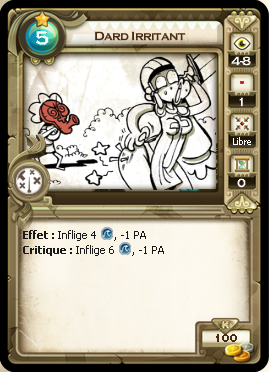 5
DARD IRRITANT
4-8
1
Libre
0
Effet : Inflige 4 , -1 PA
Critique : Inflige 6 , -1 PA
K
100